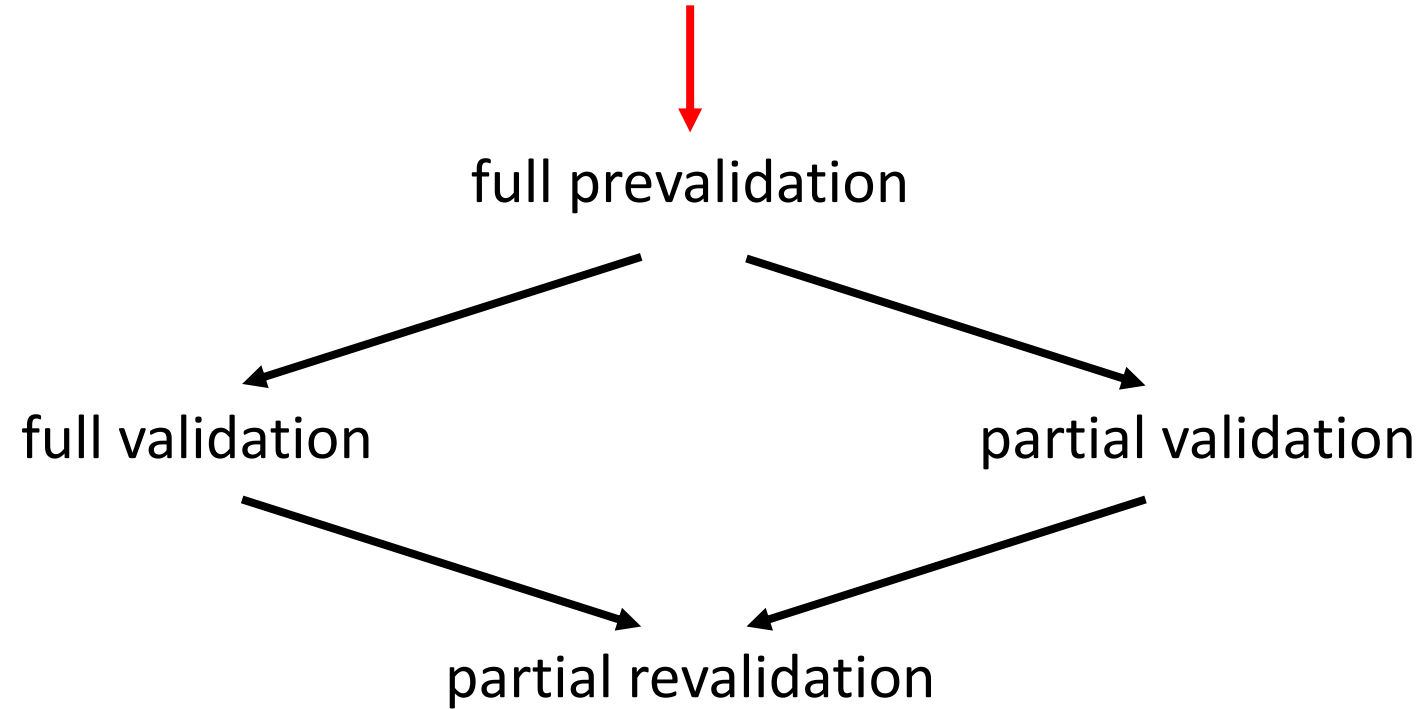 full prevalidation
full validation
partial validation
partial revalidation